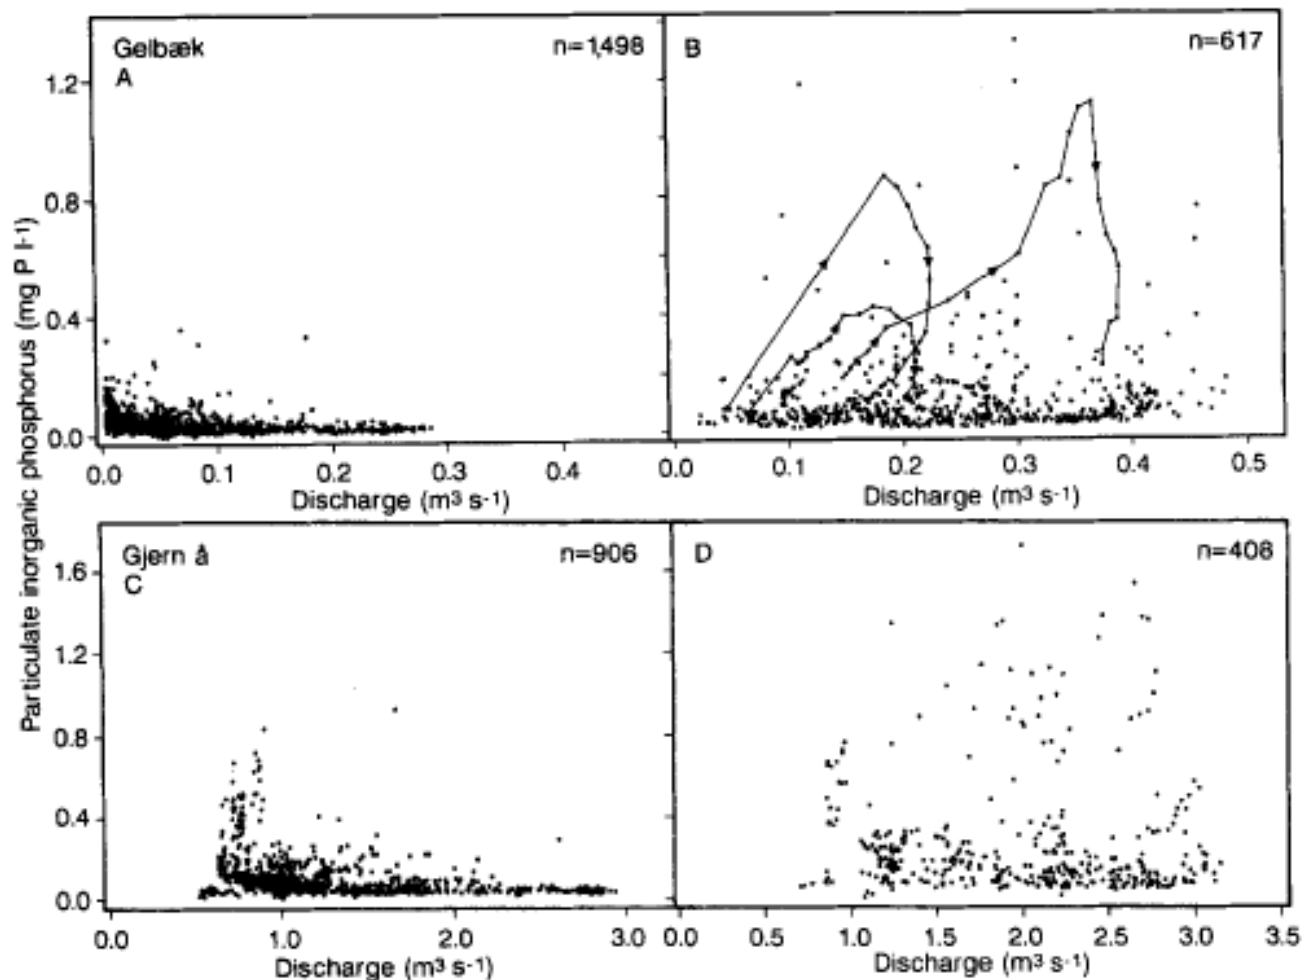 Particulate inorganic phosphorus (mg P l-1)
Gelbæk
A
n=1,498
1.2
0.8
0.4
0.0
0.0 0.1 0.2 0.3 0.4
Discharge (m3 s-1)
B
n=617
0.0 0.1 0.2 0.3 0.4 0.5
Discharge (m3 s-1)
Gjern å
C
n=906
1.6
1.2
0.8
0.4
0.0
0.0 1.0 2.0 3.0
Discharge (m3 s-1)
D
n=408
0.0 0.5 1.0 1.5 2.0 2.5 3.0 3.5
Discharge (m3 s-1)